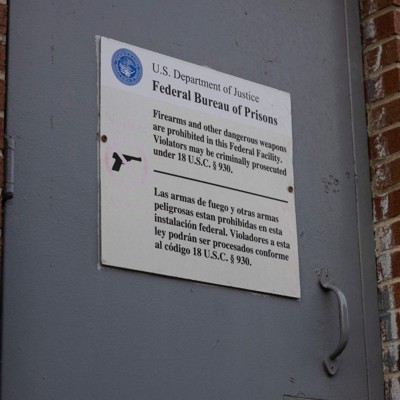 U.S. Department of Justice
Federal Bureau of Prisons
Firearms and other dangerous weapons
are prohibited in this Federal Facility.
Violators may be criminally prosecuted
under 18 U.S.C. § 930.
Las armas de fuego y otras armas
peligrosas estan prohibidas en esta
instalación federal. Violadores a esta
ley podrán ser procesados conforme
al código 18 U.S.C. § 930.